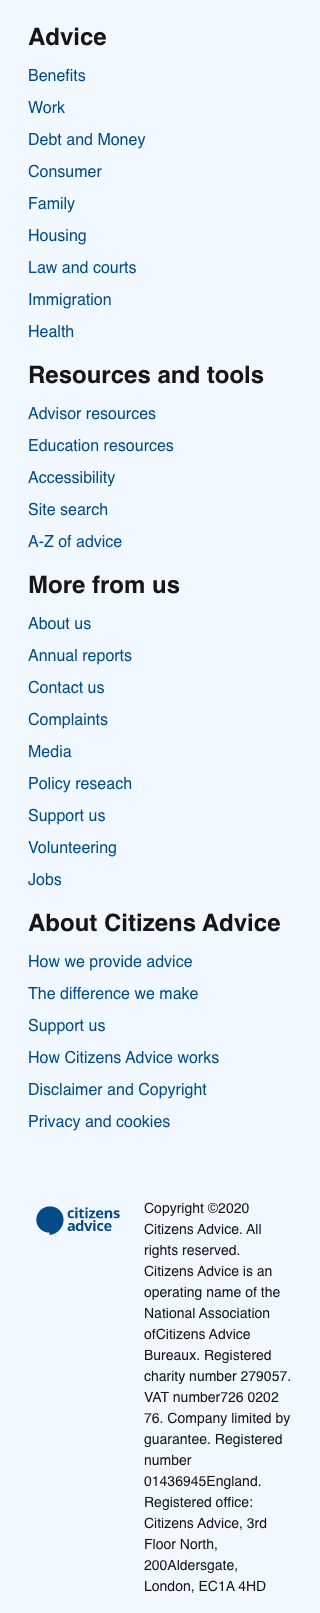 Advice
Benefits
Work
Debt and Money
Consumer
Family
Housing
Law and courts
Immigration
Health
Resources and tools
Advisor resources
Education resources
Accessibility
Site search
A-Z of advice
More from us
About us
Annual reports
Contact us
Complaints
Media
Policy reseach
Support us
Volunteering
Jobs
About Citizens Advice
How we provide advice
The difference we make
Support us
How Citizens Advice works
Disclaimer and Copyright
Privacy and cookies
citizens
advice
Copyright ©2020
Citizens Advice. All
rights reserved.
Citizens Advice is an
operating name of the
National Association
ofCitizens Advice
Bureaux. Registered
charity number 279057.
VAT number726 0202
76. Company limited by
guarantee. Registered
number
01436945England.
Registered office:
Citizens Advice, 3rd
Floor North,
200Aldersgate,
London, EC1A 4HD